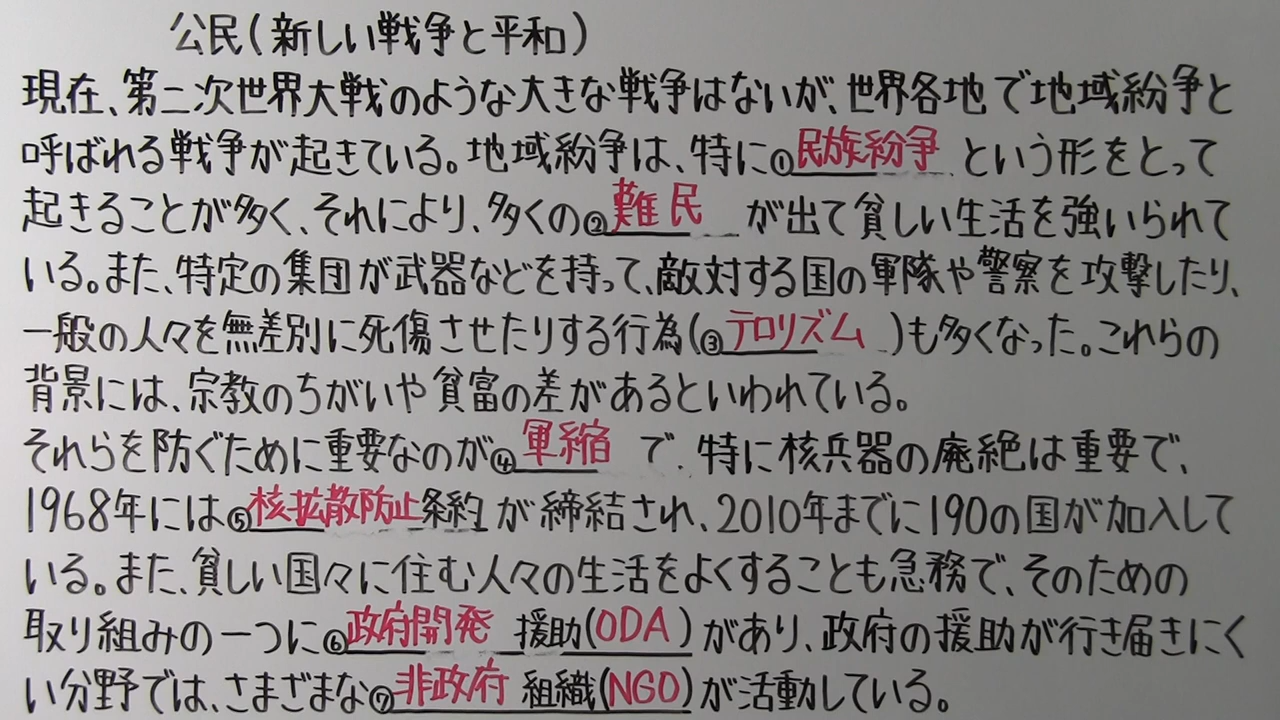 公民(新しい戦争と平和)
現在、第二次世界大戦のような大きな戦争はないが、世界各地で地域紛争と
呼ばれる戦争が起きている。地域紛争は、特に①民族紛争という形をとって
起きることが多く、それにより、多くの②難民が出て貧しい生活を強いられて
いる。また、特定の集団が武器などを持って、敵対する国の軍隊や警察を攻撃したり、
一般の人々を無差別に死傷させたりする行為(③テロリズム)も多くなった。これらの
背景には、宗教のちがいや貧富の差があるといわれている。
それらを防ぐために重要なのが④軍縮で、特に核兵器の廃絶は重要で、
1968年には⑤核拡散防止条約が締結され、2010年までに190の国が加入して
いる。また、貧しい国々に住む人々の生活をよくすることも急務で、そのための
取り組みの一つに⑥政府開発援助(ODA)があり、政府の援助が行き届きにく
い分野では、さまざまな⑦非政府組織(NGO)が活動している。